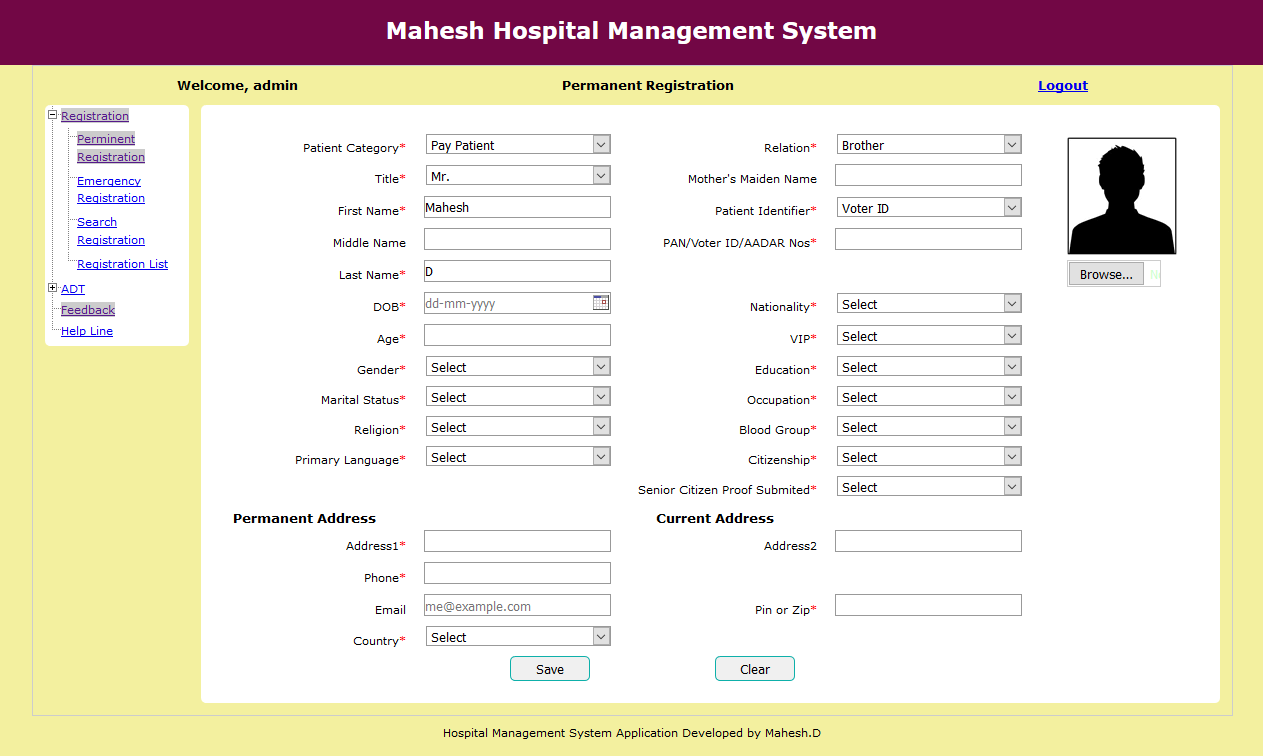 Mahesh Hospital Management System
Welcome, admin Permanent Registration Logout
Registration
Perminent
Registration
Emergency
Registration
Search
Registration
Registration List
ADT
Feedback
Help Line
Patient Category* Pay Patient Relation* Brother
Title* Mr. Mother's Maiden Name
First Name* Mahesh Patient Identifier* Voter ID
Middle Name PAN/Voter ID/AADAR Nos*
Last Name* D
Browse...
DOB* dd-mm-yyyy Nationality* Select
Age* VIP* Select
Gender* Select Education* Select
Marital Status* Select Occupation* Select
Religion* Select Blood Group* Select
Primary Language* Select Citizenship* Select
Senior Citizen Proof Submited* Select
Permanent Address Current Address
Address1* Address2
Phone*
Email me@example.com Pin or Zip*
Country* Select
Save Clear
Hospital Management System Application Developed by Mahesh.D